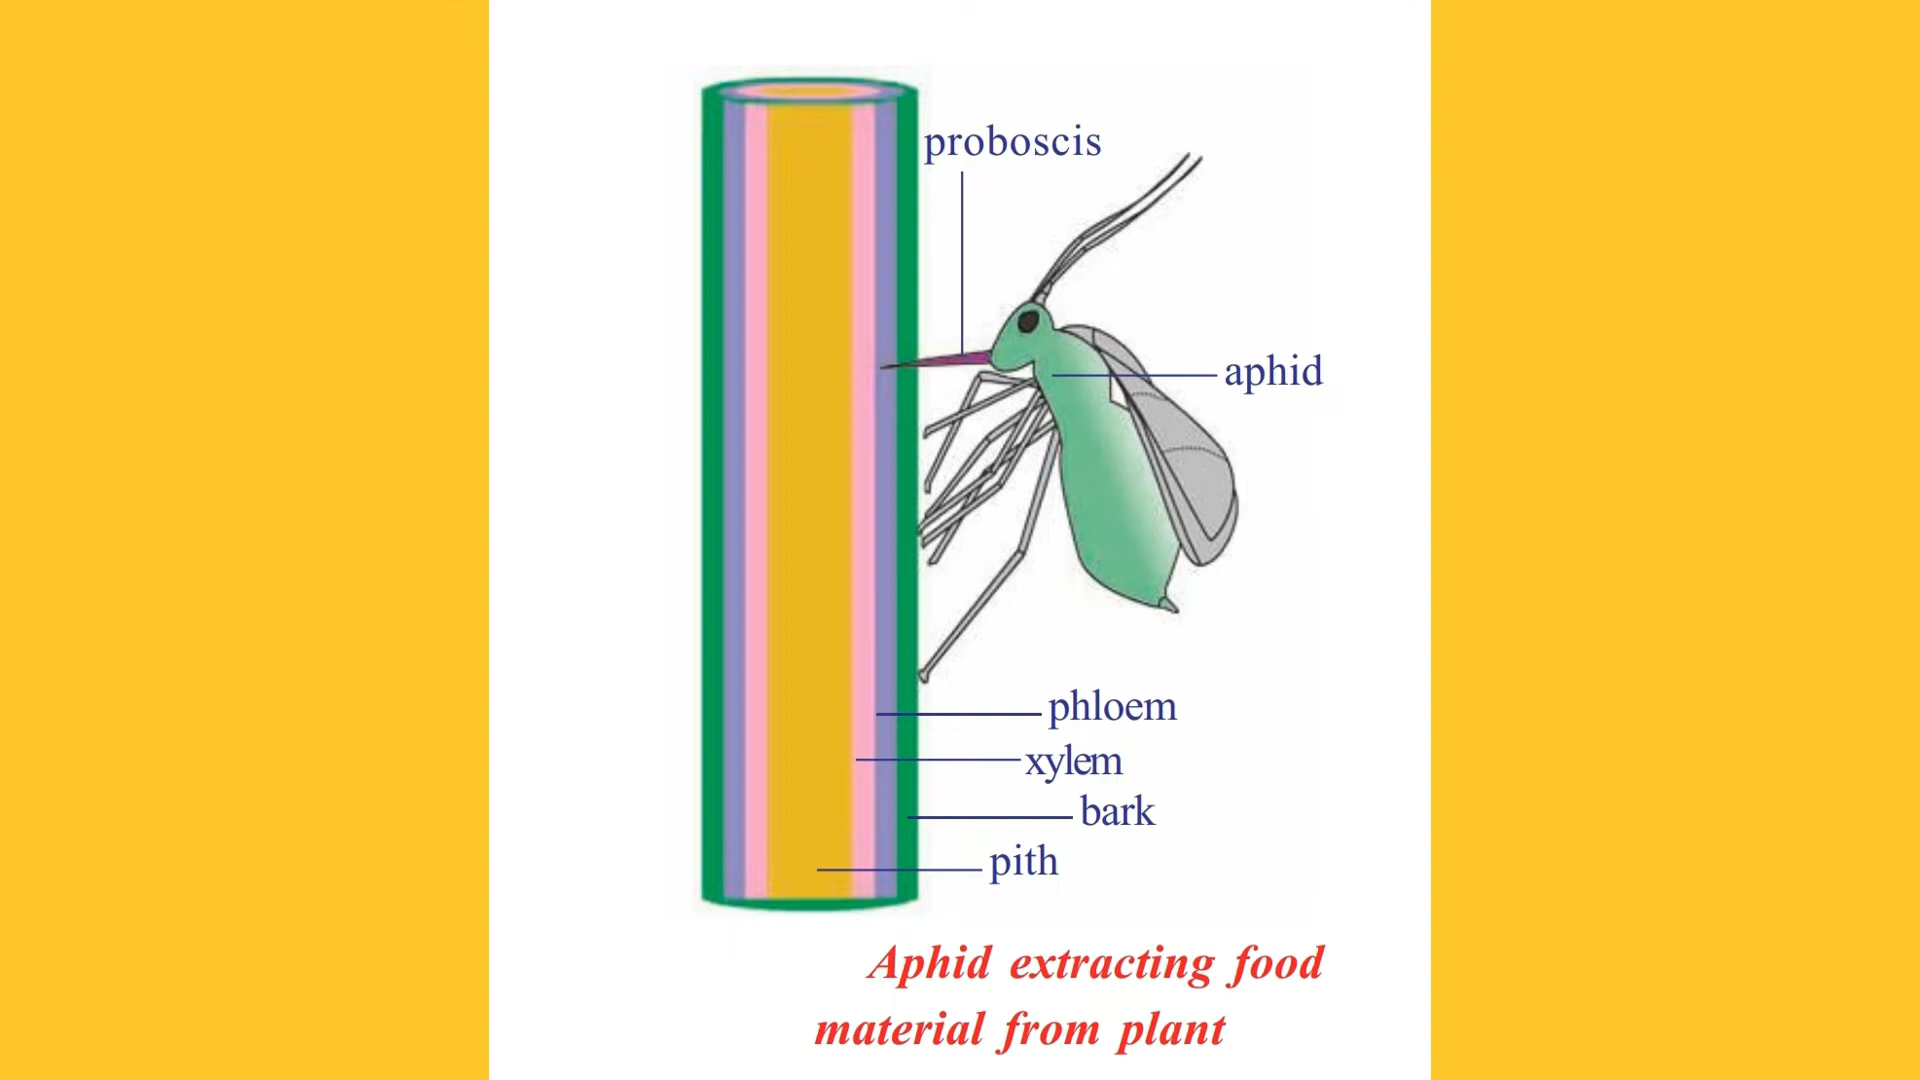 proboscis
aphid
phloem
xylem
bark
pith
Aphid extracting food
material from plant